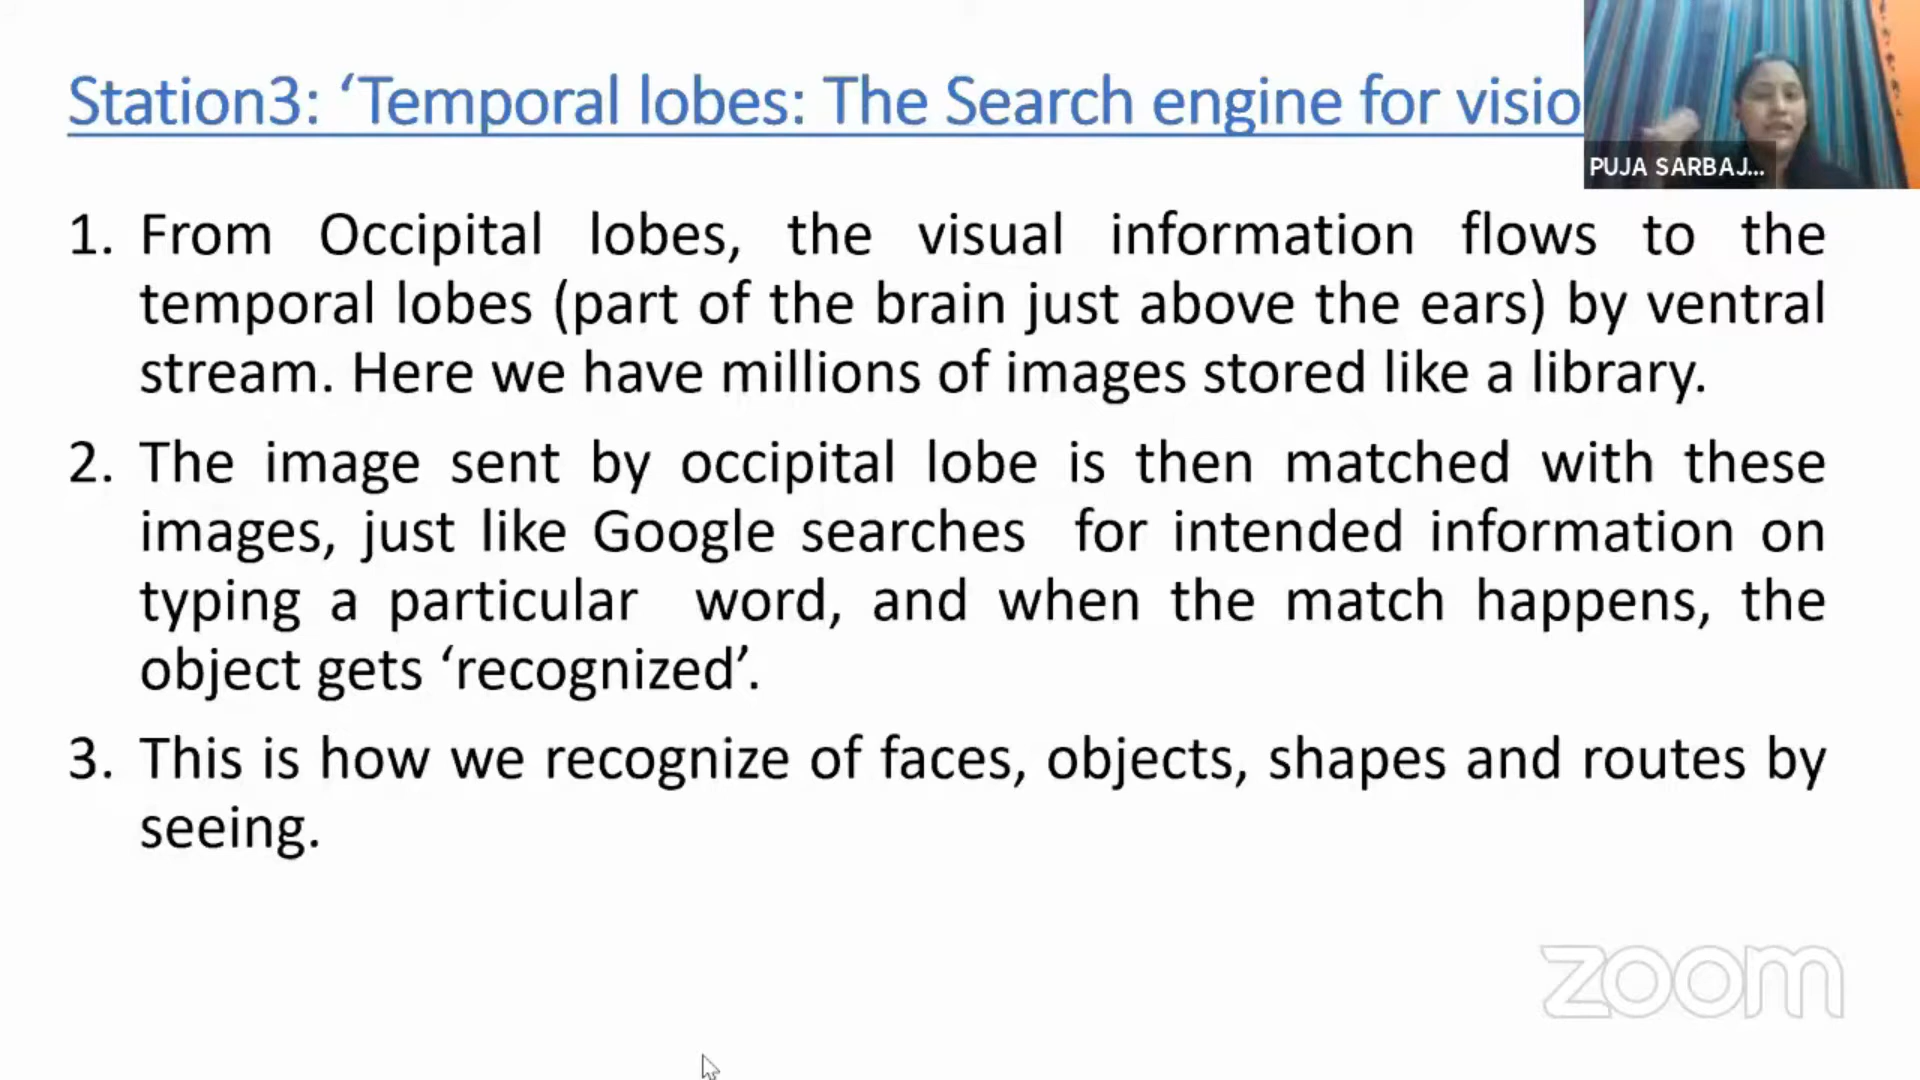 Station3: ‘Temporal lobes: The Search engine for visio
PUJA SARBAJ...
1. From Occipital lobes, the visual information flows to the
temporal lobes (part of the brain just above the ears) by ventral
stream. Here we have millions of images stored like a library.
2. The image sent by occipital lobe is then matched with these
images, just like Google searches for intended information on
typing a particular word, and when the match happens, the
object gets ‘recognized’.
3. This is how we recognize of faces, objects, shapes and routes by
seeing.
zoom